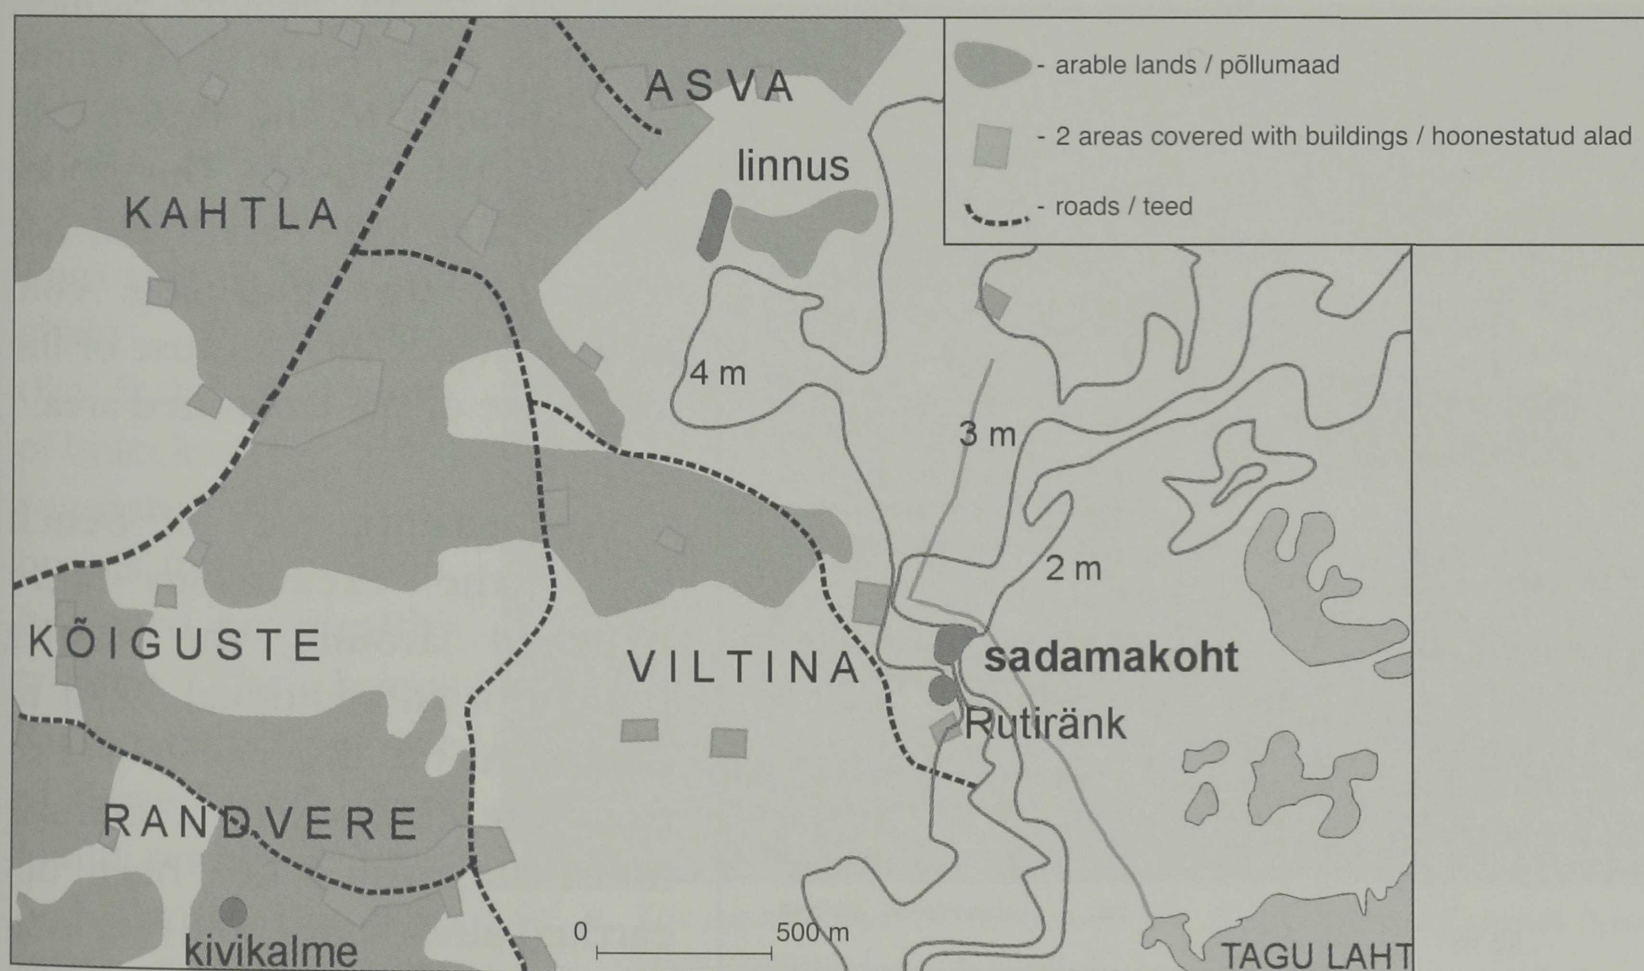 - arable lands / põllumaad
- 2 areas covered with buildings / hoonestatud alad
- roads / teed
ASVA
linnus
KAHTLA
4 m
3 m
2 m
KÕIGUSTE
VILTINA
sadamakoht
Rutiränk
RANDVERE
kivikalme
0 500 m
TAGU LAHT